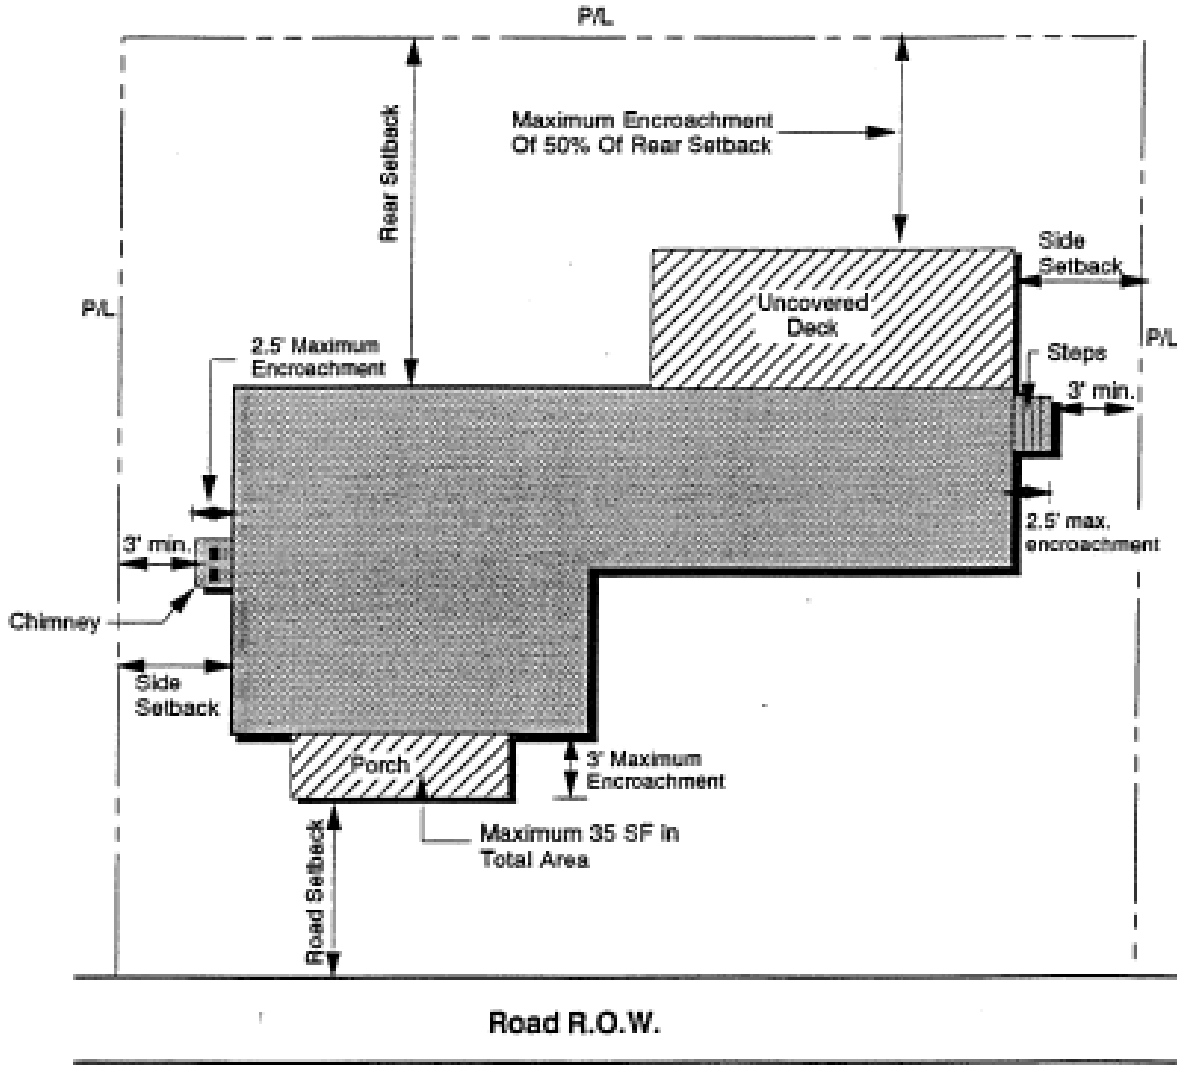 P/L
Rear Setback
Maximum Encroachment
Of 50% Of Rear Setback
Side
Setback
P/L
Uncovered
Deck
P/L
2.5' Maximum
Encroachment
Steps
3' min.
3' min.
2.5' max.
encroachment
Chimney
Side
Setback
Porch
3' Maximum
Encroachment
Maximum 35 SF in
Total Area
Road Setback
Road R.O.W.